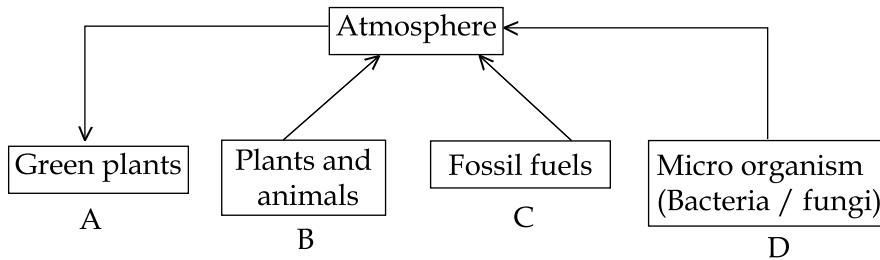 Atmosphere
Green plants
Plants and
animals
Fossil fuels
Micro organism
(Bacteria / fungi)
A
B
C
D